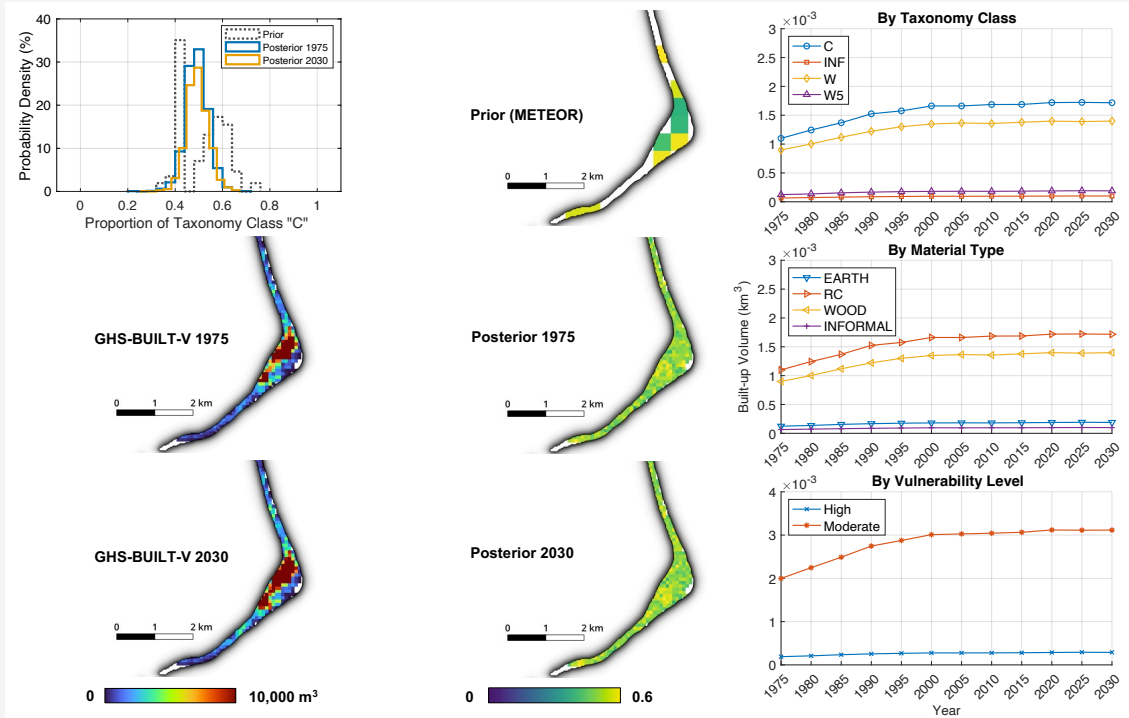 Prior
Posterior 1975
Posterior 2030
Probability Density (%)
40
30
20
10
0
0 0.2 0.4 0.6 0.8 1
Proportion of Taxonomy Class "C"
Prior (METEOR)
0 1 2 km
GHS-BUILT-V 1975
0 1 2 km
Posterior 1975
0 1 2 km
GHS-BUILT-V 2030
0 1 2 km
Posterior 2030
0 1 2 km
0 10,000 m³
0 0.6
By Taxonomy Class
×10⁻³
3
2.5
2
1.5
1
0.5
0
C
INF
W
W5
1975 1980 1985 1990 1995 2000 2005 2010 2015 2020 2025 2030
By Material Type
×10⁻³
3
2.5
2
1.5
1
0.5
0
EARTH
RC
WOOD
INFORMAL
Built-up Volume (km³)
1975 1980 1985 1990 1995 2000 2005 2010 2015 2020 2025 2030
By Vulnerability Level
×10⁻³
4
3
2
1
0
High
Moderate
1975 1980 1985 1990 1995 2000 2005 2010 2015 2020 2025 2030
Year